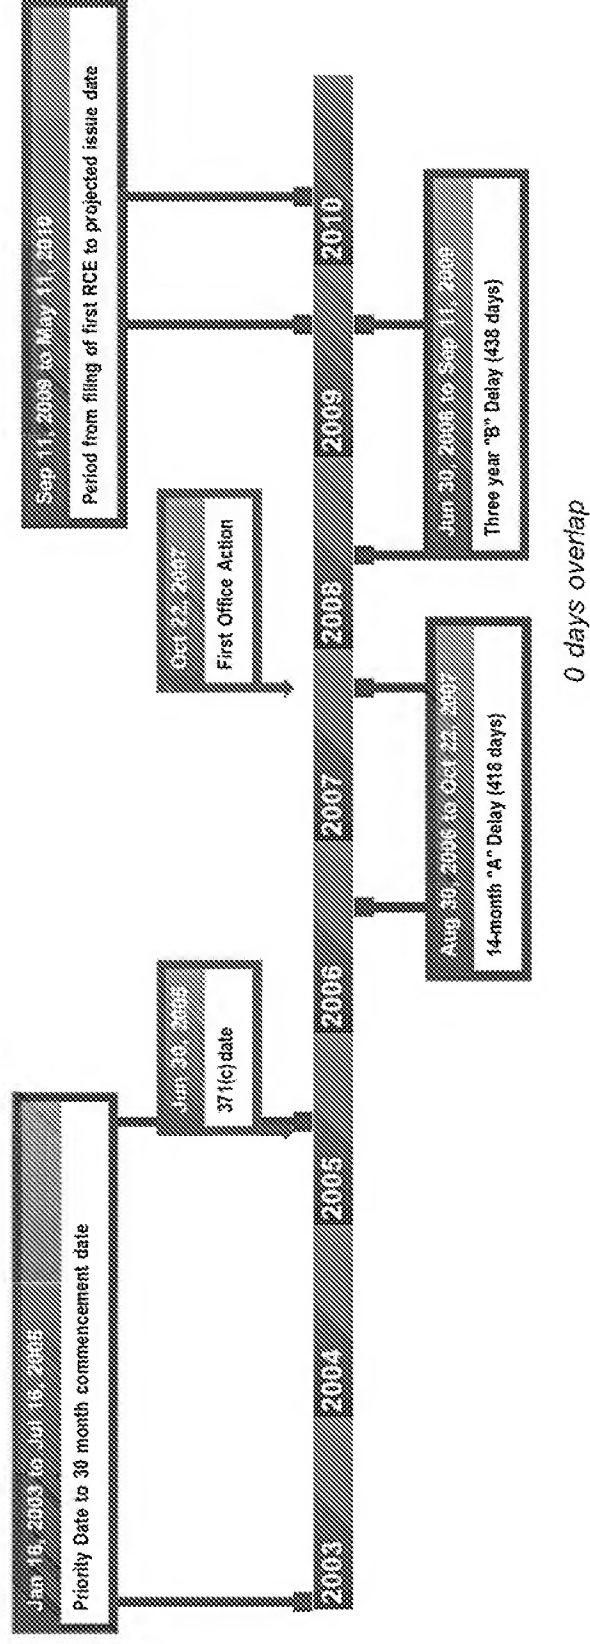 Jan 16, 2003 to Jul 16, 2005
Priority Date to 30 month commencement date
Jun 30, 2005
371(c) date
Oct 22, 2007
First Office Action
Sep 11, 2009 to May 11, 2010
Period from filing of first RCE to projected issue date
2003
2004
2005
2006
2007
2008
2009
2010
Aug 30, 2006 to Oct 22, 2007
14-month "A" Delay (418 days)
Jun 30, 2008 to Sep 11, 2009
Three year "B" Delay (438 days)
0 days overlap